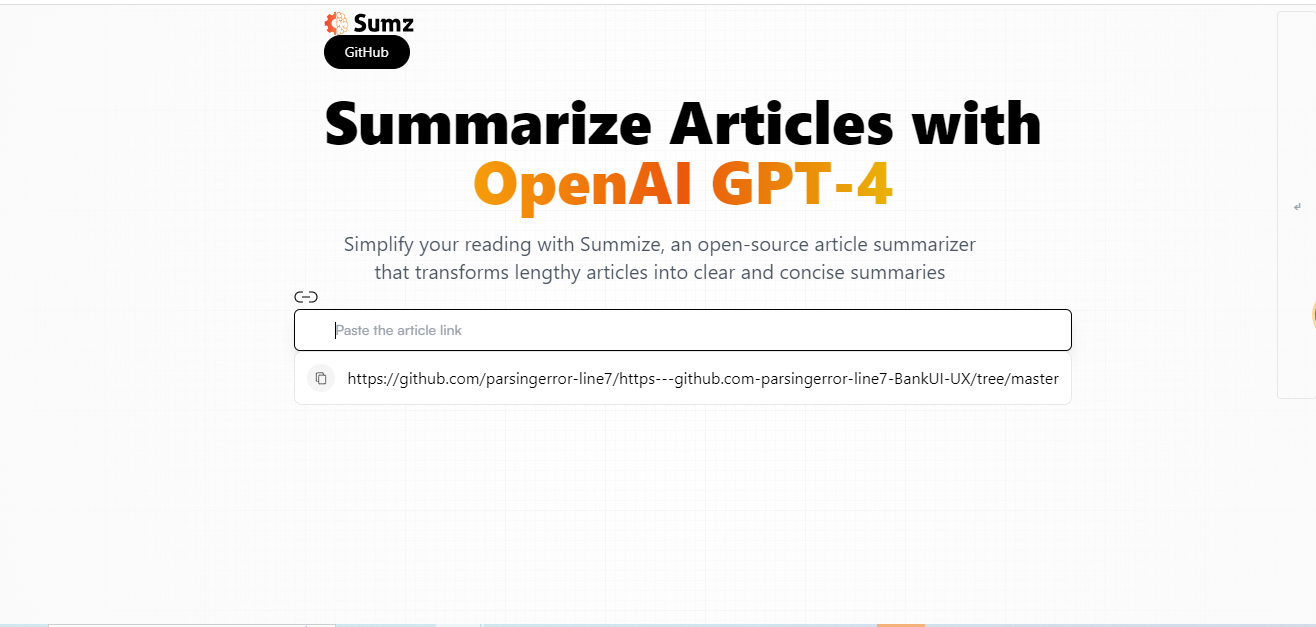 Sumz
GitHub
Summarize Articles with
OpenAI GPT-4
Simplify your reading with Summize, an open-source article summarizer
that transforms lengthy articles into clear and concise summaries
Paste the article link
https://github.com/parsingerror-line7/https---github.com-parsingerror-line7-BankUI-UX/tree/master